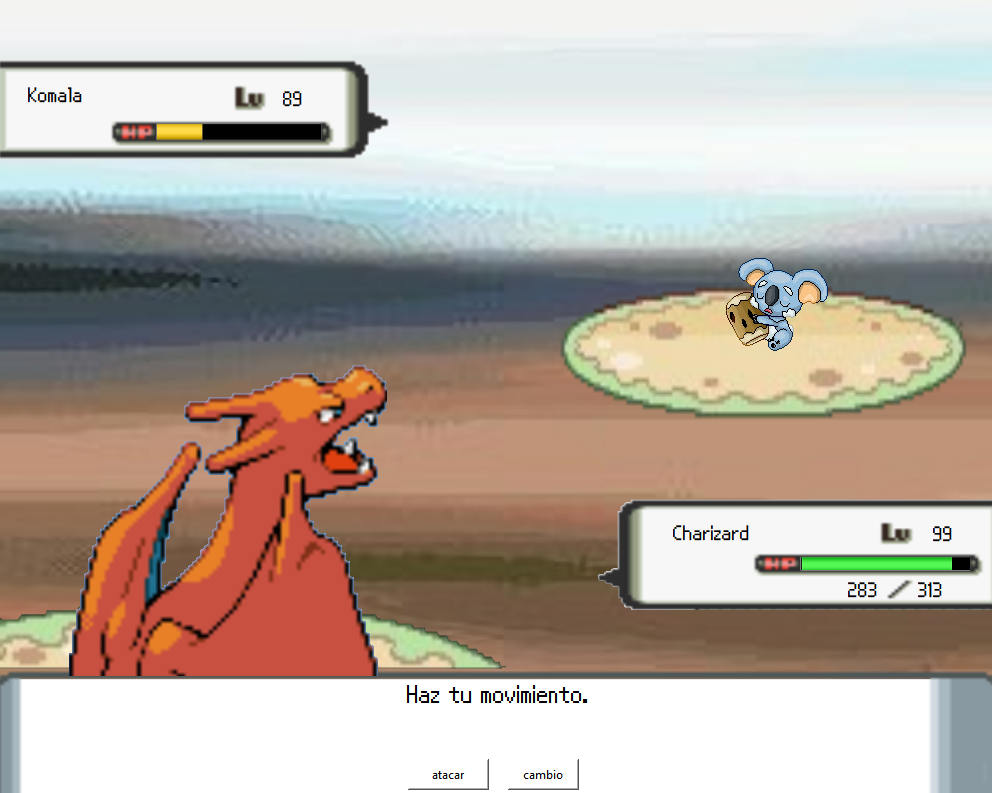 Komala Lv 89
HP
Charizard Lv 99
HP
283 / 313
Haz tu movimiento.
atacar cambio